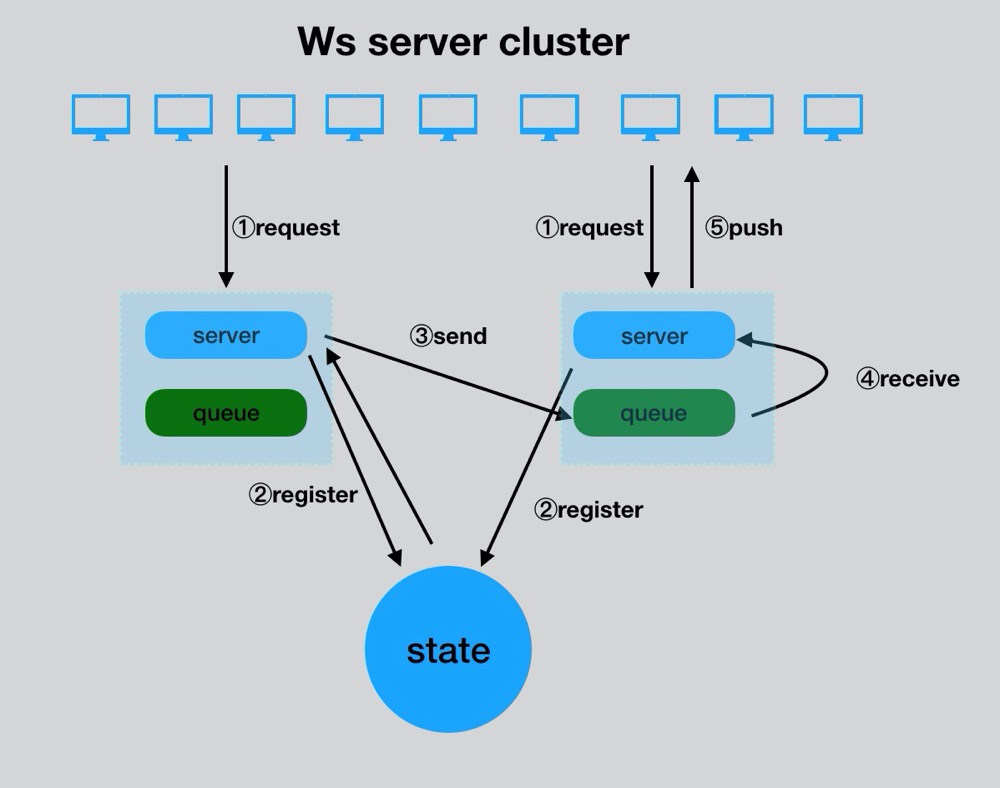 Ws server cluster
①request
①request
⑤push
server
③send
server
④receive
queue
queue
②register
②register
state